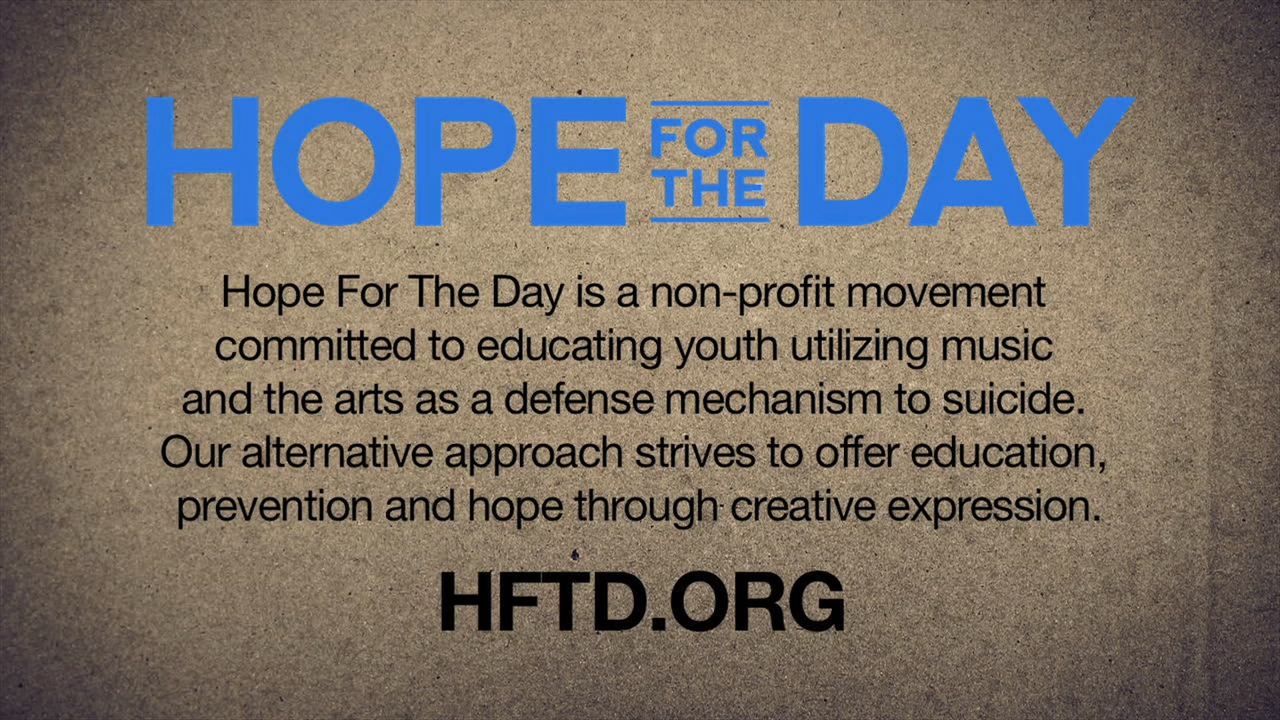 HOPE FOR THE DAY
Hope For The Day is a non-profit movement
committed to educating youth utilizing music
and the arts as a defense mechanism to suicide.
Our alternative approach strives to offer education,
prevention and hope through creative expression.
HFTD.ORG